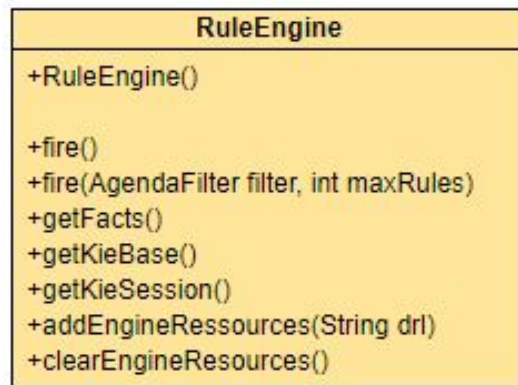 RuleEngine
+RuleEngine()
+fire()
+fire(AgendaFilter filter, int maxRules)
+getFacts()
+getKieBase()
+getKieSession()
+addEngineRessources(String drl)
+clearEngineResources()